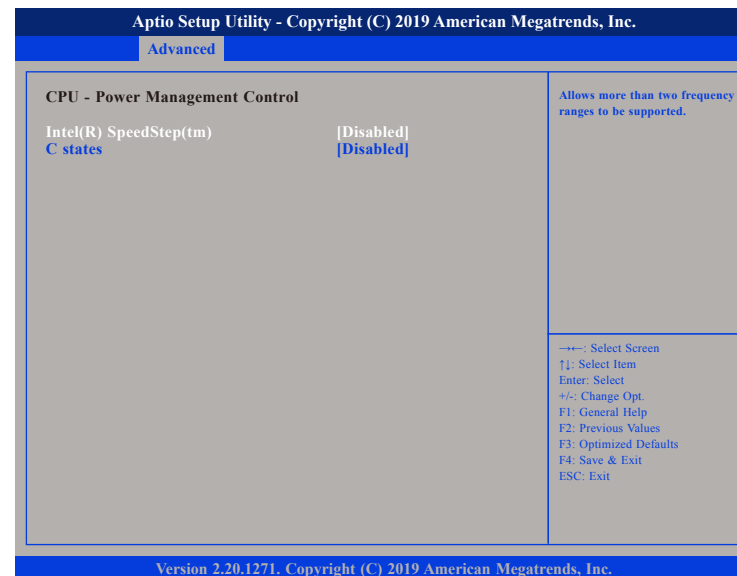 Aptio Setup Utility - Copyright (C) 2019 American Megatrends, Inc.
Advanced
CPU - Power Management Control
Intel(R) SpeedStep(tm) [Disabled]
C states [Disabled]
Allows more than two frequency
ranges to be supported.
→←: Select Screen
↑↓: Select Item
Enter: Select
+/-: Change Opt.
F1: General Help
F2: Previous Values
F3: Optimized Defaults
F4: Save & Exit
ESC: Exit
Version 2.20.1271. Copyright (C) 2019 American Megatrends, Inc.